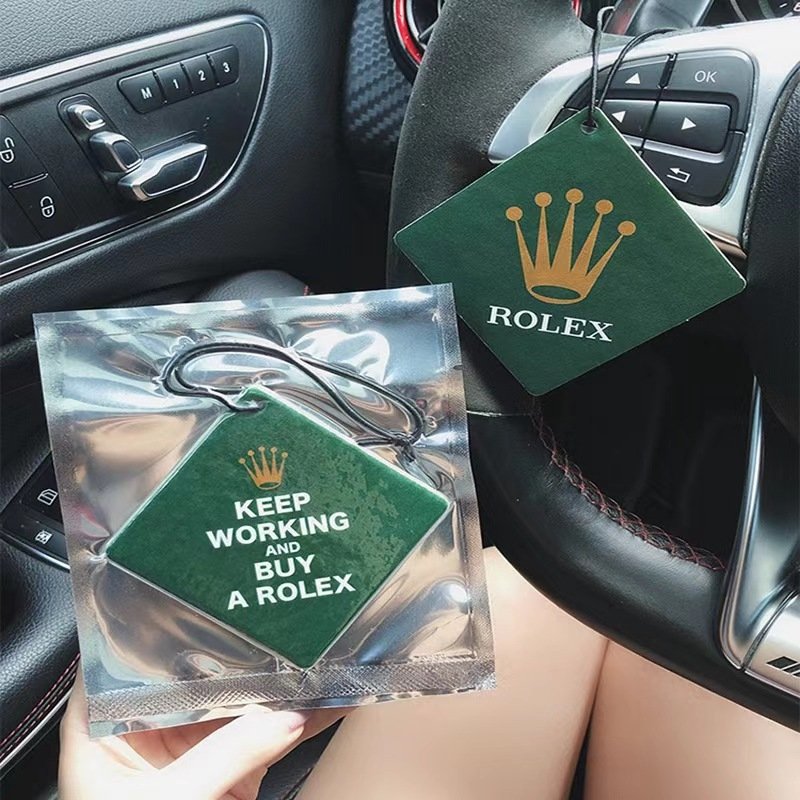 M 1 2 3
OK
ROLEX
KEEP
WORKING
AND
BUY
A ROLEX